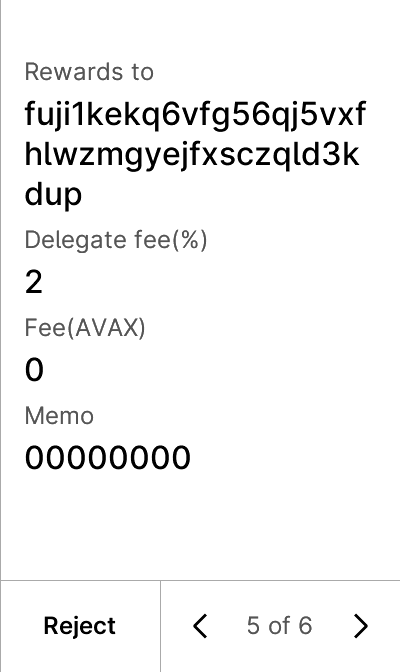 Rewards to
fuji1kekq6vfg56qj5vxf
hlwzmgyejfxsczqld3k
dup
Delegate fee(%)
2
Fee(AVAX)
0
Memo
00000000
Reject
5 of 6